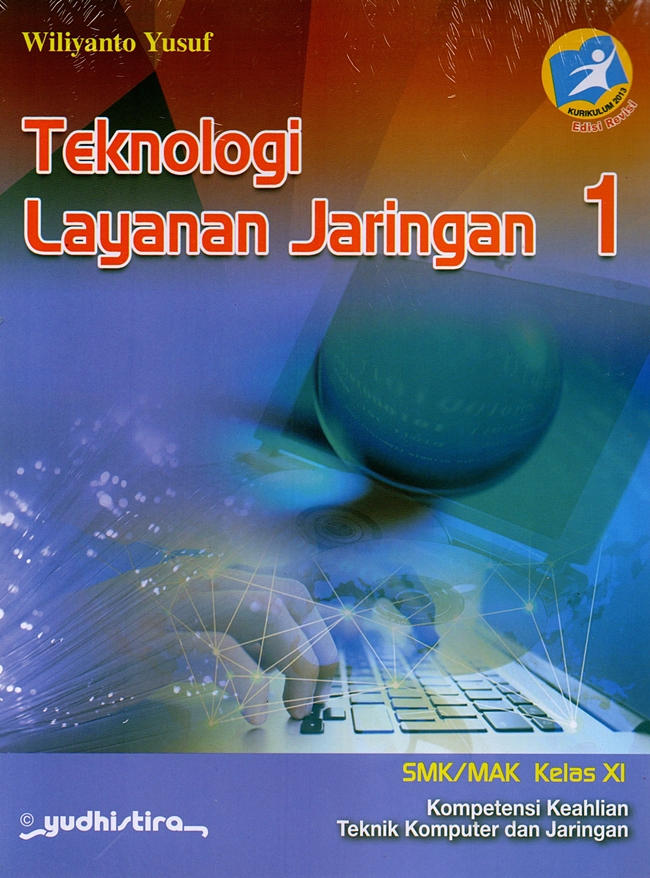 Wiliyanto Yusuf
KURIKULUM 2013
Edisi Revisi
Teknologi
Layanan Jaringan 1
SMK/MAK Kelas XI
Kompetensi Keahlian
Teknik Komputer dan Jaringan
© yudhistira